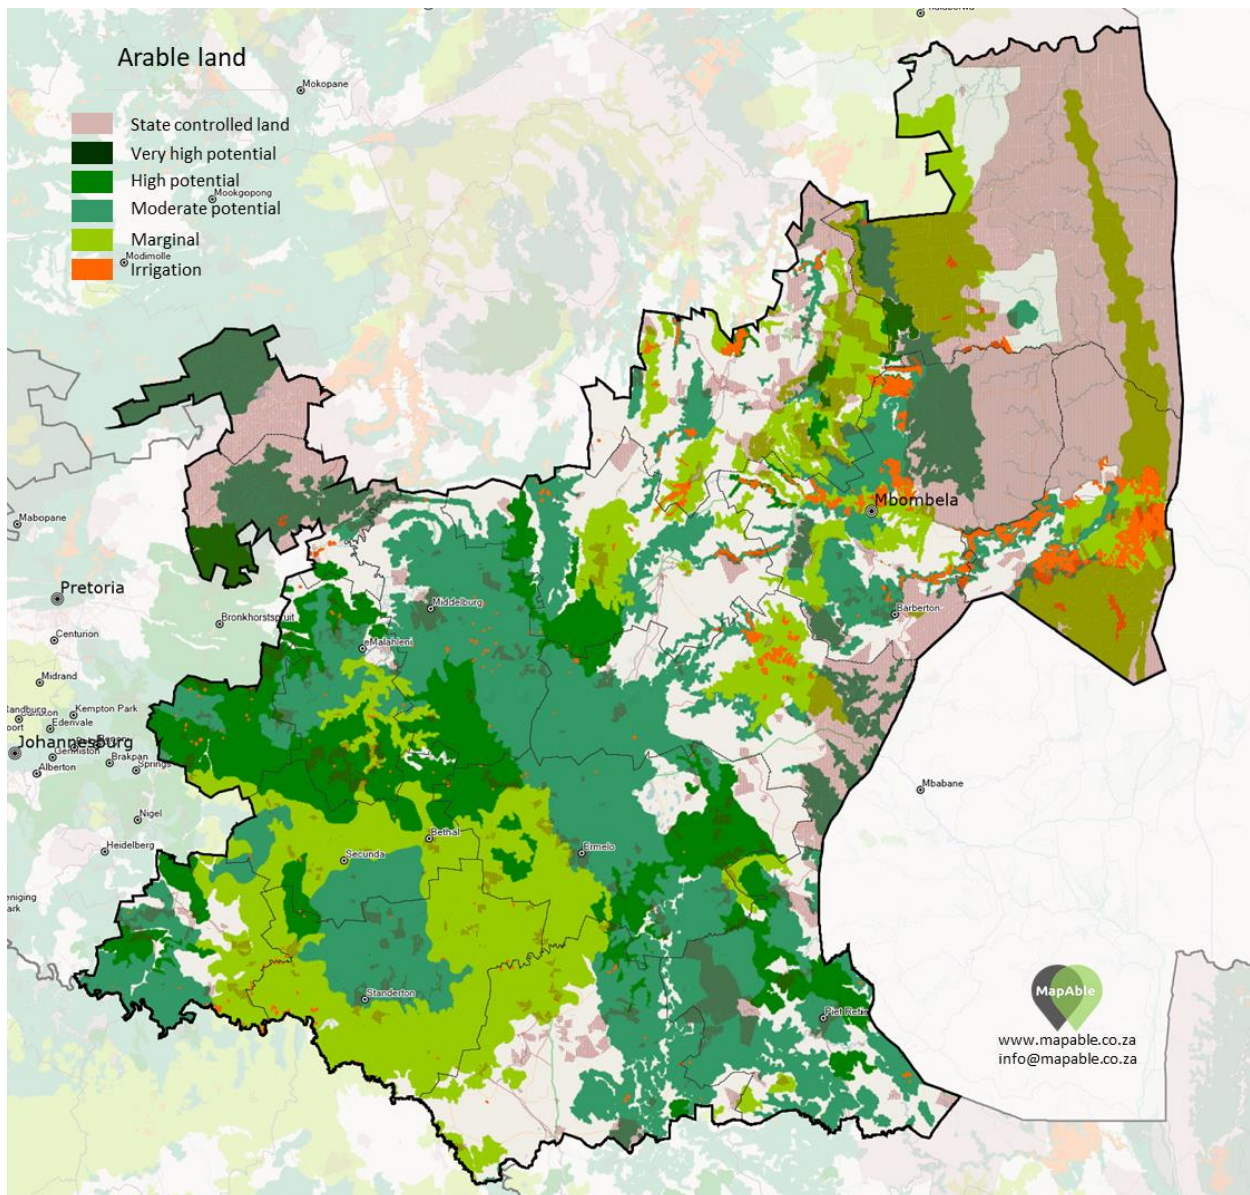 Arable land
State controlled land
Very high potential
High potential
Moderate potential
Marginal
Irrigation
Mokopane
Mookgopong
Modimolle
Mabopane
Pretoria
Centurion
Bronkhorstspruit
Midrand
Kempton Park
Edenvale
Johannesburg
Germiston
Alberton
Brakpan
Springs
Nigel
Heidelberg
Middelburg
eMalahleni
Mbombela
Barberton
Mbabane
Bethal
Secunda
Ermelo
Standerton
Piet Retief
MapAble
www.mapable.co.za
info@mapable.co.za